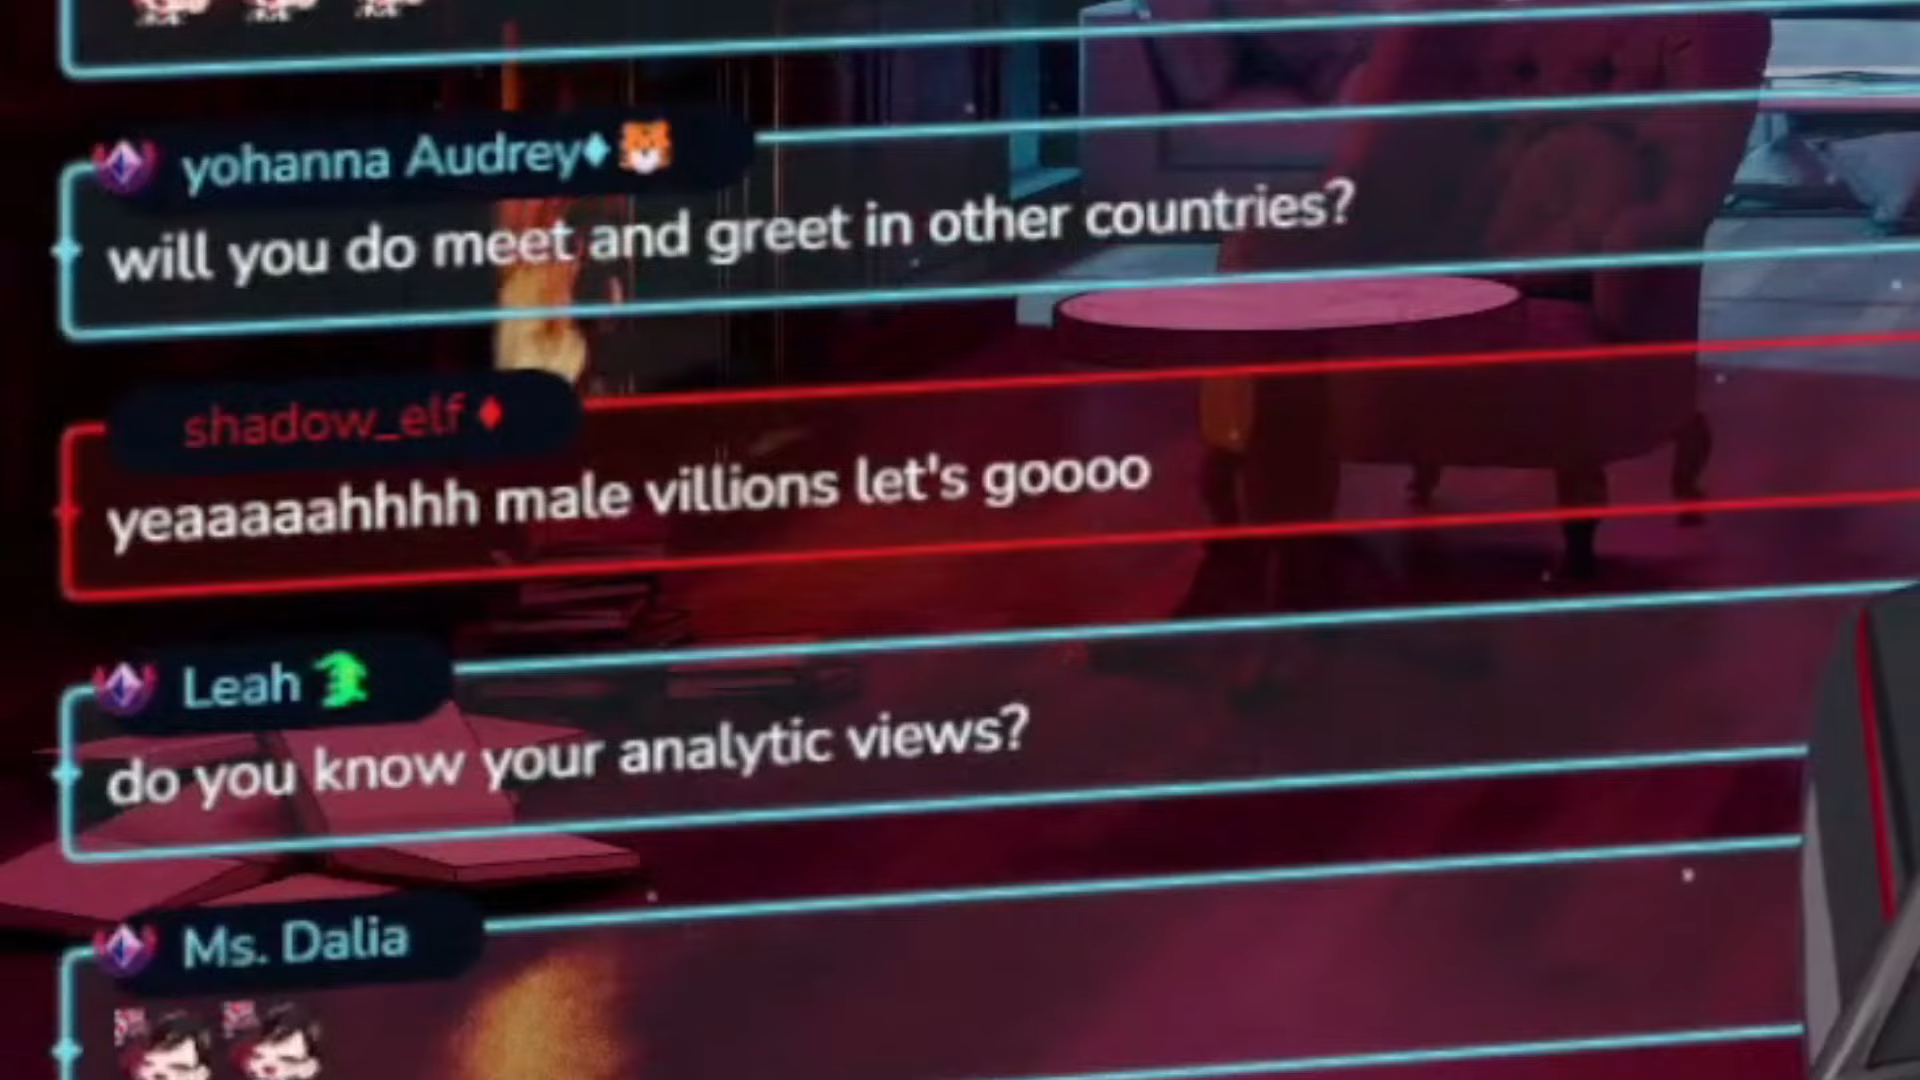 yohanna Audrey♦🐯
will you do meet and greet in other countries?
shadow_elf ♦
yeaaaaahhhh male villions let's goooo
Leah
do you know your analytic views?
Ms. Dalia